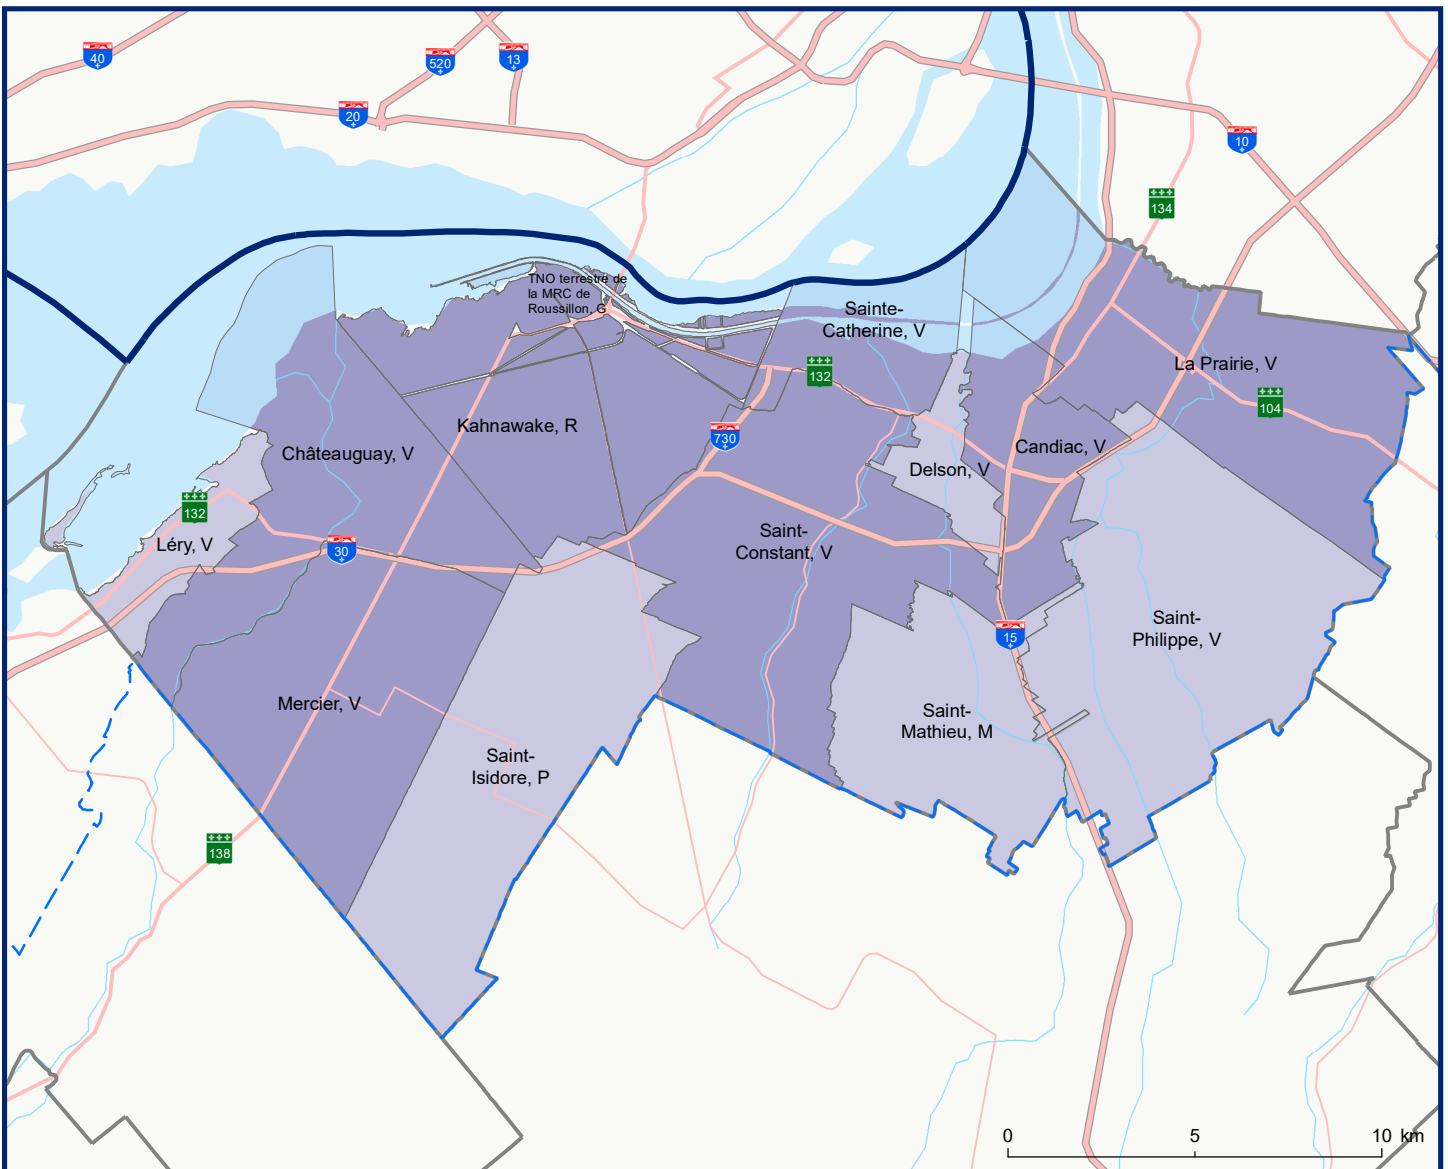 40
520
13
20
10
134
TNO terrestre de
la MRC de
Roussillon, G
Sainte-
Catherine, V
132
La Prairie, V
104
Kahnawake, R
730
Châteauguay, V
Candiac, V
Delson, V
132
Léry, V
30
Saint-
Constant, V
15
Saint-
Philippe, V
Mercier, V
Saint-
Mathieu, M
Saint-
Isidore, P
138
0 5 10 km